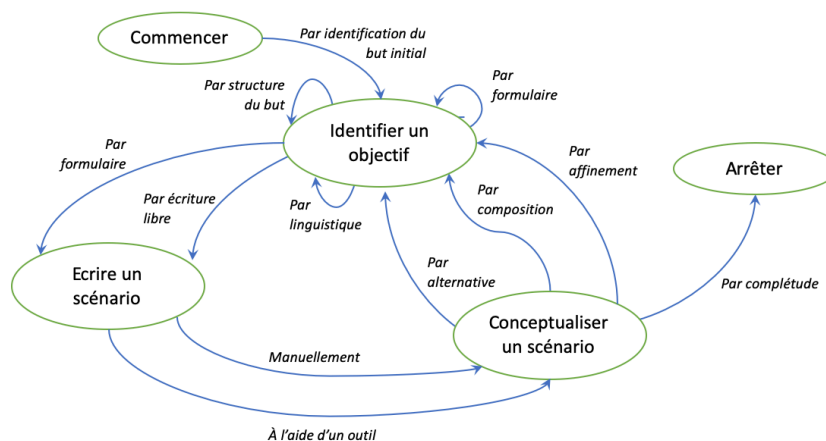 Commencer
Par identification du
but initial
Par structure
du but
Par
formulaire
Identifier un
objectif
Par
formulaire
Par
affinement
Arrêter
Par écriture
libre
Par
linguistique
Par
composition
Par
alternative
Ecrire un
scénario
Par complétude
Conceptualiser
un scénario
Manuellement
À l’aide d’un outil